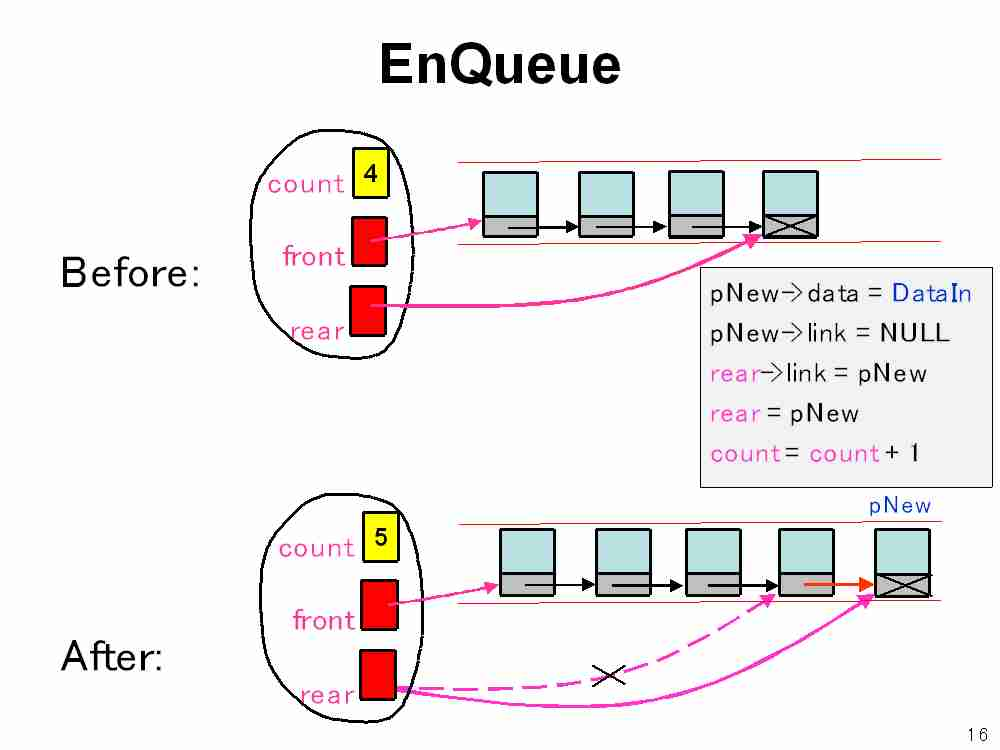 EnQueue
count 4
front
Before:
rear
pNew->data = DataIn
pNew->link = NULL
rear->link = pNew
rear = pNew
count = count + 1
pNew
count 5
front
After:
rear
16